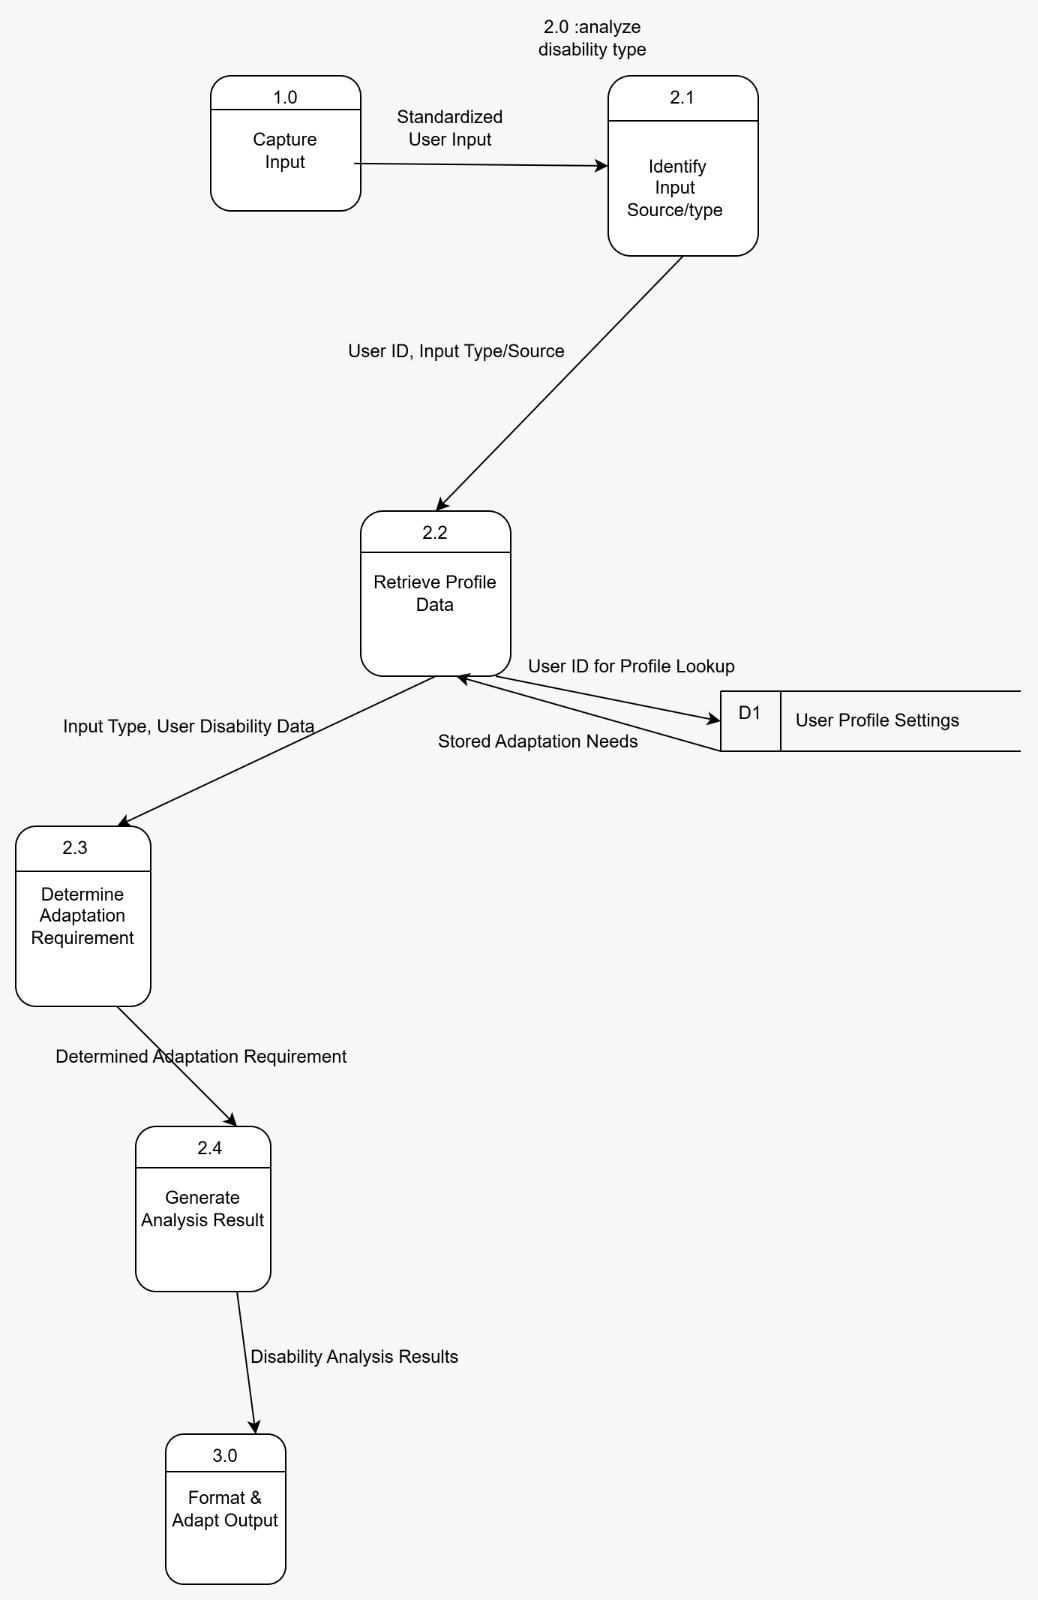 2.0 :analyze
disability type
1.0
Capture
Input
Standardized
User Input
2.1
Identify
Input
Source/type
User ID, Input Type/Source
2.2
Retrieve Profile
Data
User ID for Profile Lookup
D1
User Profile Settings
Stored Adaptation Needs
Input Type, User Disability Data
2.3
Determine
Adaptation
Requirement
Determined Adaptation Requirement
2.4
Generate
Analysis Result
Disability Analysis Results
3.0
Format &
Adapt Output